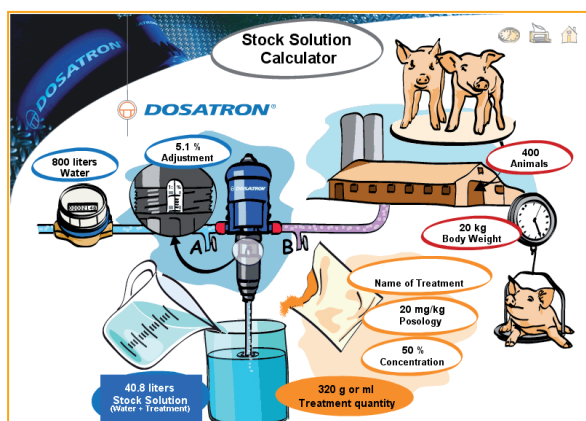 Stock Solution
Calculator
DOSATRON®
5.1 %
Adjustment
800 liters
Water
400
Animals
20 kg
Body Weight
DOSATRON
A
B
Name of Treatment
20 mg/kg
Posology
50 %
Concentration
40.8 liters
Stock Solution
(Water + Treatment)
320 g or ml
Treatment quantity